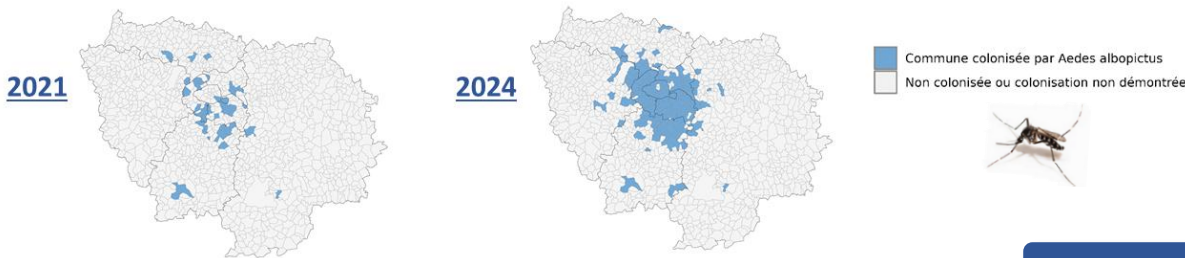 2021
2024
Commune colonisée par Aedes albopictus
Non colonisée ou colonisation non démontrée